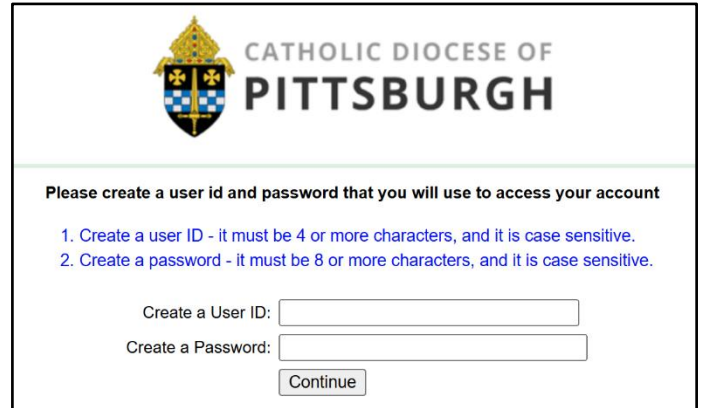 CATHOLIC DIOCESE OF
PITTSBURGH
Please create a user id and password that you will use to access your account
1. Create a user ID - it must be 4 or more characters, and it is case sensitive.
2. Create a password - it must be 8 or more characters, and it is case sensitive.
Create a User ID:
Create a Password:
Continue